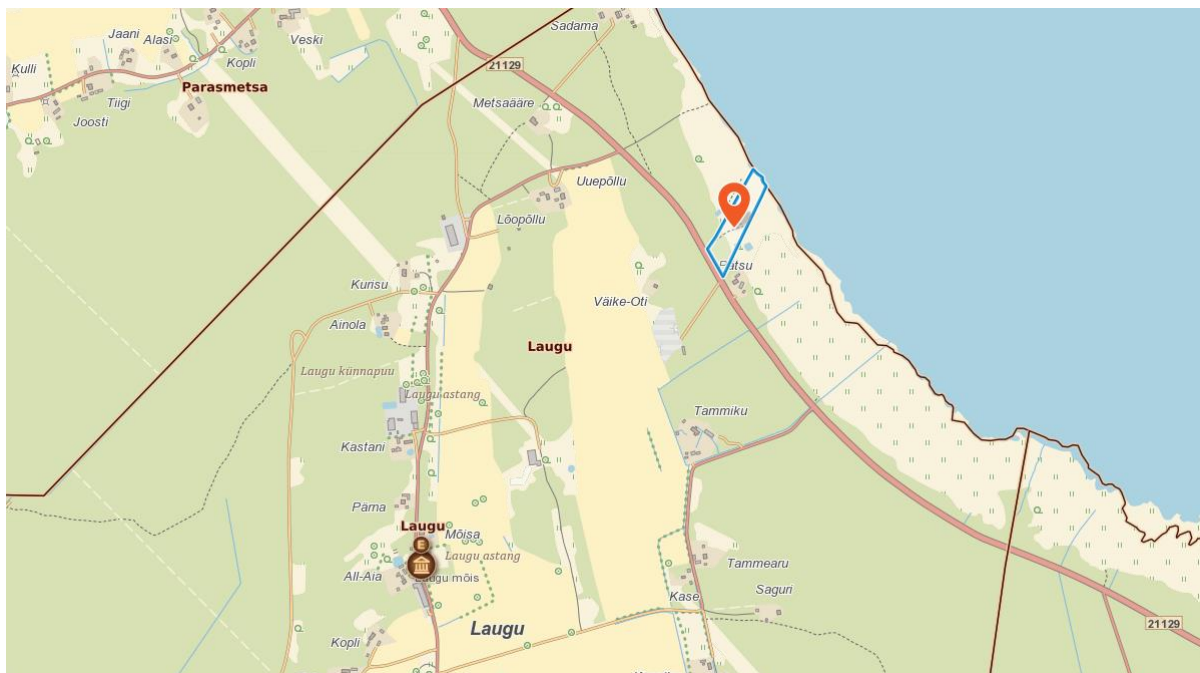 Sadama
Jaani
Alasi
Veski
Kopli
Kulli
21129
Parasmetsa
Tiigi
Metsaääre
Joosti
Uuepõllu
Lõopõllu
Patsu
Kurisu
Väike-Oti
Ainola
Laugu
Laugu künnapuu
Laugu astang
Tammiku
Kastani
Pärna
Laugu
Mõisa
E
Laugu astang
Tammearu
All-Aia
Laugu mõis
Saguri
Kase
21129
Laugu
Kopli